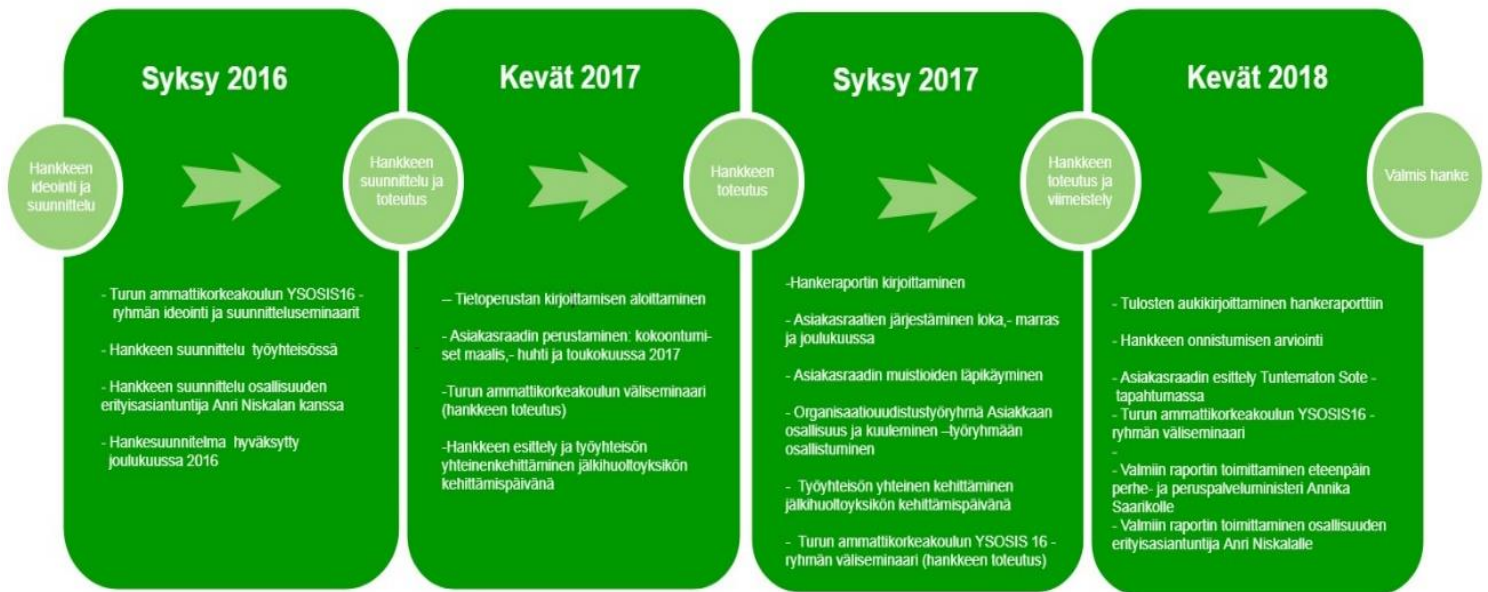 Syksy 2016
Kevät 2017
Syksy 2017
Kevät 2018
Hankkeen
ideointi ja
suunnittelu
Hankkeen
suunnittelu ja
toteutus
Hankkeen
toteutus
Hankkeen
toteutus ja
viimeistely
Valmis hanke
- Turun ammattikorkeakoulun YSOSIS16 -
ryhmän ideointi ja suunnitteluseminaarit
- Hankkeen suunnittelu työyhteisössä
- Hankkeen suunnittelu osallisuuden
erityisasiantuntija Anri Niskalan kanssa
- Hankesuunnitelma hyväksytty
joulukuussa 2016
-- Tietoperustan kirjoittamisen aloittaminen
- Asiakasraadin perustaminen: kokoontumi-
set maalis,- huhti ja toukokuussa 2017
-Turun ammattikorkeakoulun väliseminaari
(hankkeen toteutus)
-Hankkeen esittely ja työyhteisön
yhteinenkehittäminen jälkihuoltoyksikön
kehittämispäivänä
-Hankeraportin kirjoittaminen
- Asiakasraatien järjestäminen loka,- marras
ja joulukuussa
- Asiakasraadin muistioiden läpikäyminen
- Organisaatiouudistustyöryhmä Asiakkaan
osallisuus ja kuuleminen –työryhmään
osallistuminen
- Työyhteisön yhteinen kehittäminen
jälkihuoltoyksikön kehittämispäivänä
- Turun ammattikorkeakoulun YSOSIS 16 -
ryhmän väliseminaari (hankkeen toteutus)
- Tulosten aukikirjoittaminen hankeraporttiin
- Hankkeen onnistumisen arviointi
- Asiakasraadin esittely Tuntematon Sote -
tapahtumassa
- Turun ammattikorkeakoulun YSOSIS16 -
ryhmän väliseminaari
-
- Valmiin raportin toimittaminen eteenpäin
perhe- ja peruspalveluministeri Annika
Saarikolle
- Valmiin raportin toimittaminen osallisuuden
erityisasiantuntija Anri Niskalalle